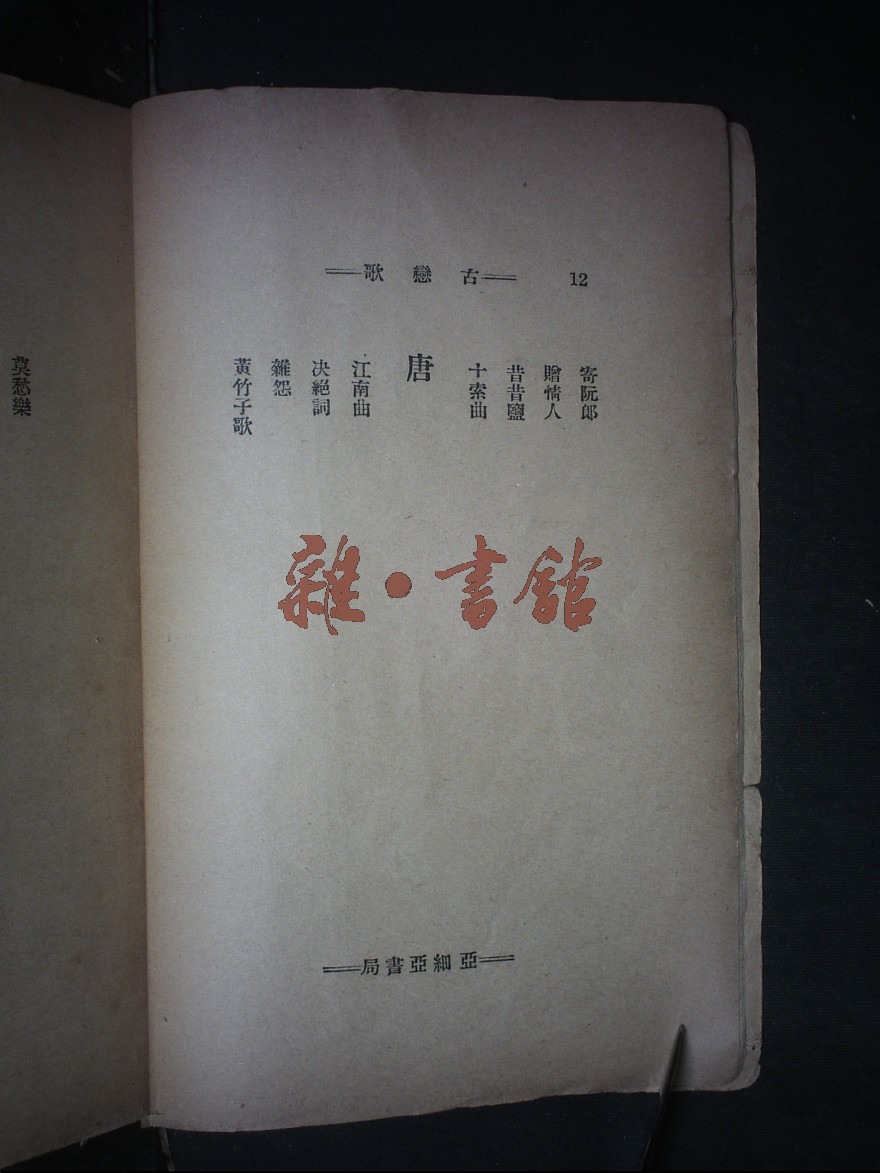 12 ══古戀歌══
寄阮郎
贈情人
昔昔鹽
十索曲
唐
江南曲
决絕詞
雜怨
黃竹子歌
══亞細亞書局══
莫愁樂
雜·書館